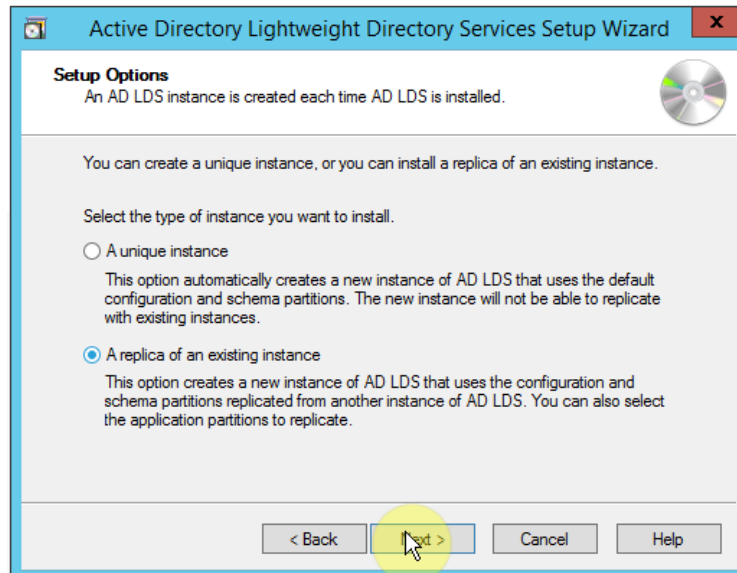 Active Directory Lightweight Directory Services Setup Wizard
x
Setup Options
An AD LDS instance is created each time AD LDS is installed.
You can create a unique instance, or you can install a replica of an existing instance.
Select the type of instance you want to install.
A unique instance
This option automatically creates a new instance of AD LDS that uses the default
configuration and schema partitions. The new instance will not be able to replicate
with existing instances.
A replica of an existing instance
This option creates a new instance of AD LDS that uses the configuration and
schema partitions replicated from another instance of AD LDS. You can also select
the application partitions to replicate.
< Back Next > Cancel Help